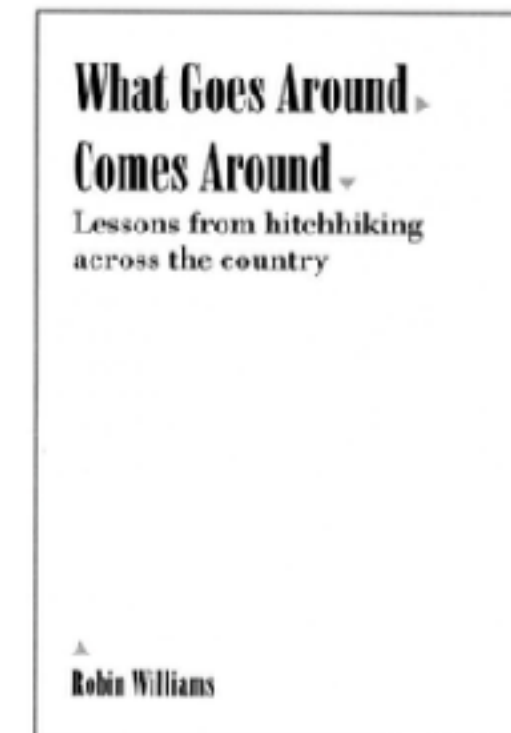 What Goes Around
Comes Around
Lessons from hitchhiking
across the country
Robin Williams